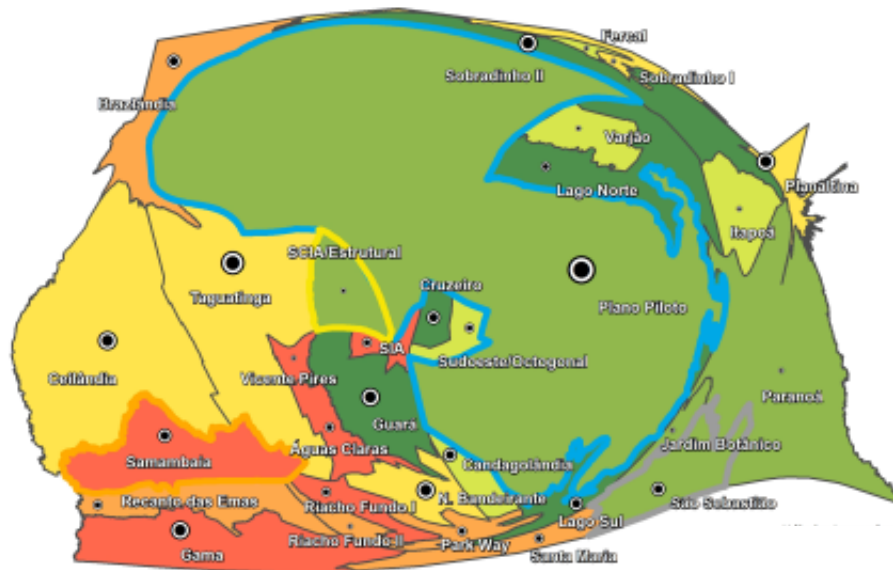 Fercal
Sobradinho II
Sobradinho I
Brazlândia
Varjão
Lago Norte
Planaltina
Itapoã
SCIA/Estrutural
Cruzeiro
Taguatinga
Plano Piloto
SIA
Sudoeste/Octogonal
Ceilândia
Vicente Pires
Paranoá
Guará
Jardim Botânico
Águas Claras
Samambaia
Candagolândia
Recanto das Emas
Riacho Fundo I
N. Bandeirante
São Sebastião
Lago Sul
Gama
Riacho Fundo II
Park Way
Santa Maria